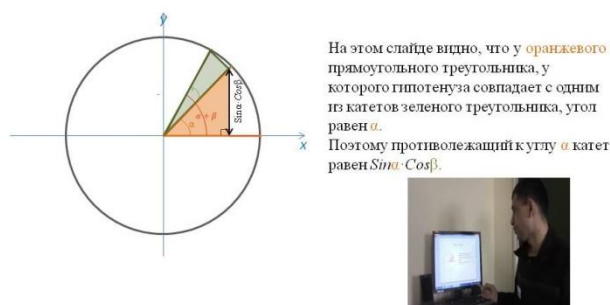 y
Sinα·Cosβ
α + β
α
x
На этом слайде видно, что у оранжевого
прямоугольного треугольника, у
которого гипотенуза совпадает с одним
из катетов зеленого треугольника, угол
равен α.
Поэтому противолежащий к углу α катет
равен Sinα·Cosβ.